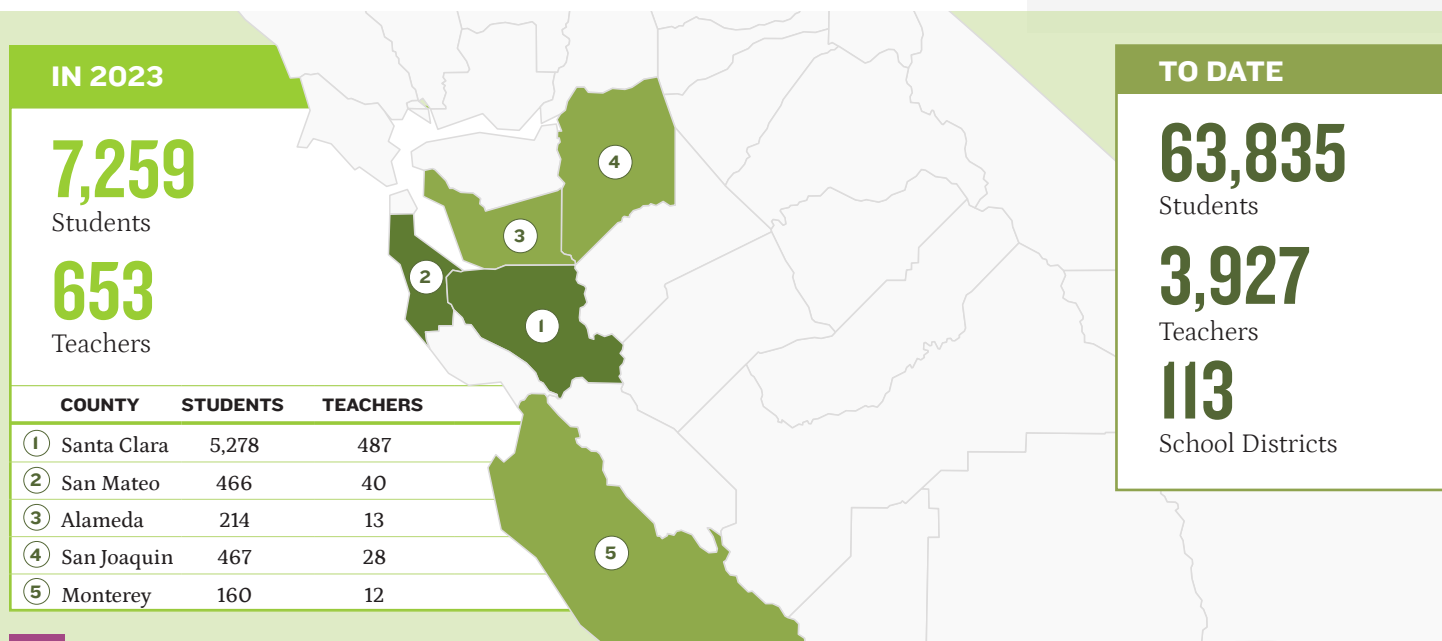 IN 2023
7,259
Students
653
Teachers
COUNTY STUDENTS TEACHERS
1 Santa Clara 5,278 487
2 San Mateo 466 40
3 Alameda 214 13
4 San Joaquin 467 28
5 Monterey 160 12
4
3
2
1
5
TO DATE
63,835
Students
3,927
Teachers
113
School Districts